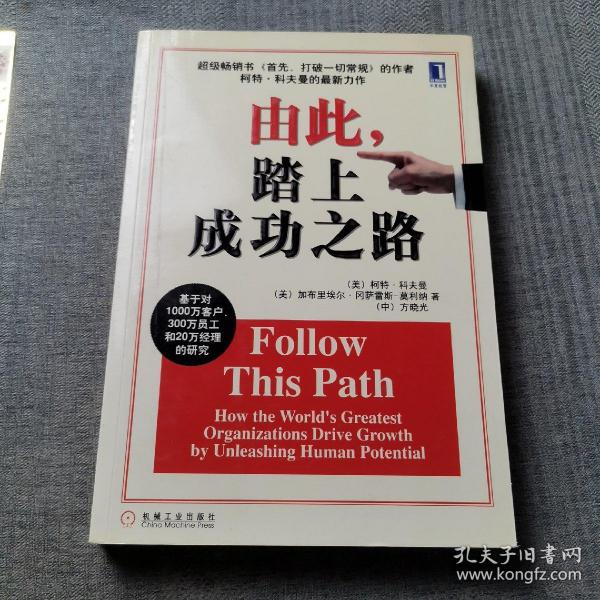 超级畅销书《首先，打破一切常规》的作者
柯特·科夫曼的最新力作
由此，
踏上
成功之路
（美）柯特·科夫曼
（美）加布里埃尔·冈萨雷斯-莫利纳 著
（中）方晓光
基于对
1000万客户、
300万员工
和20万经理
的研究
Follow
This Path
How the World's Greatest
Organizations Drive Growth
by Unleashing Human Potential
机械工业出版社
China Machine Press
孔夫子旧书网
www.kongfz.com